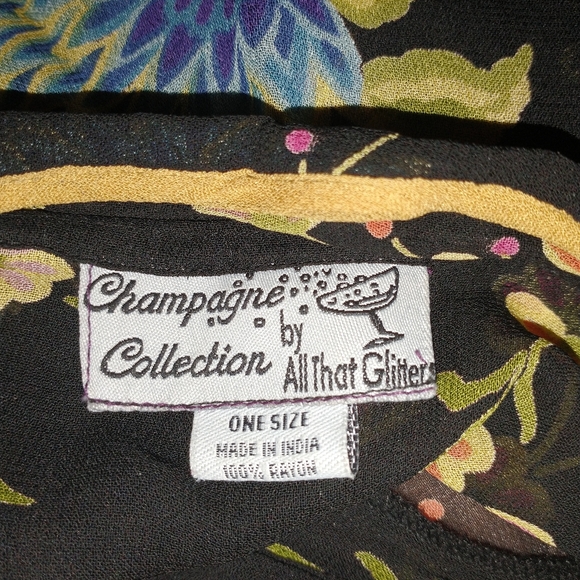 Champagne
Collection
by
All That Glitters
ONE SIZE
MADE IN INDIA
100% RAYON